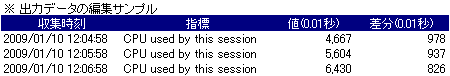 ※ 出力データの編集サンプル
収集時刻 指標 値(0.01秒) 差分(0.01秒)
2009/01/10 12:04:58 CPU used by this session 4,667 978
2009/01/10 12:05:58 CPU used by this session 5,604 937
2009/01/10 12:06:58 CPU used by this session 6,430 826